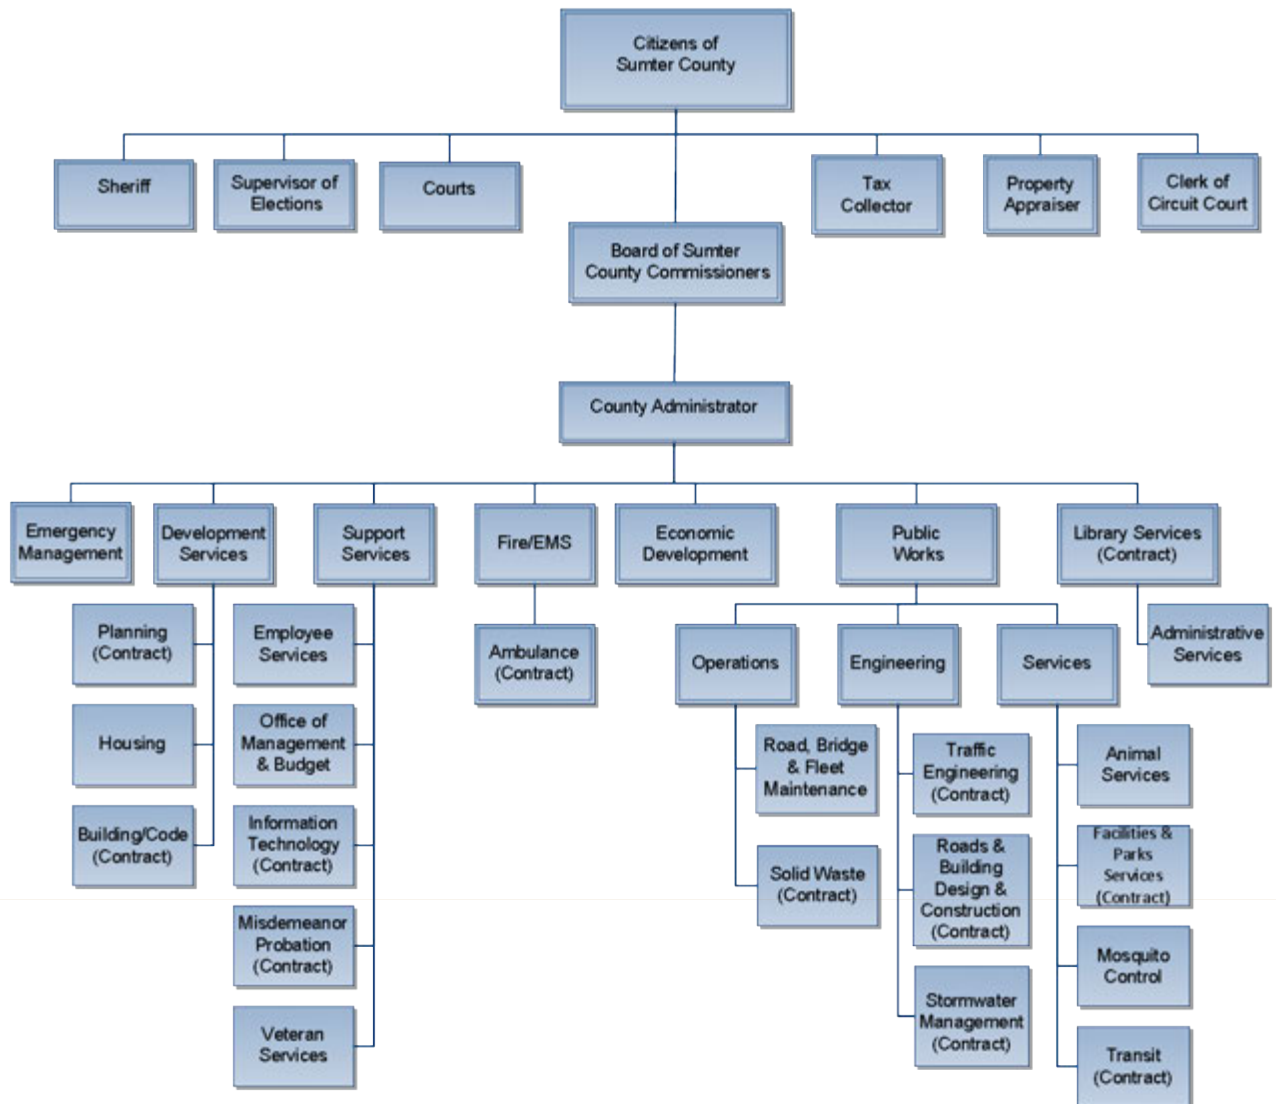 Citizens of
Sumter County
Sheriff
Supervisor of
Elections
Courts
Tax
Collector
Property
Appraiser
Clerk of
Circuit Court
Board of Sumter
County Commissioners
County Administrator
Emergency
Management
Development
Services
Support
Services
Fire/EMS
Economic
Development
Public
Works
Library Services
(Contract)
Planning
(Contract)
Housing
Building/Code
(Contract)
Employee
Services
Office of
Management
& Budget
Information
Technology
(Contract)
Misdemeanor
Probation
(Contract)
Veteran
Services
Ambulance
(Contract)
Operations
Engineering
Services
Administrative
Services
Road, Bridge
& Fleet
Maintenance
Solid Waste
(Contract)
Traffic
Engineering
(Contract)
Roads &
Building
Design &
Construction
(Contract)
Stormwater
Management
(Contract)
Animal
Services
Facilities &
Parks
Services
(Contract)
Mosquito
Control
Transit
(Contract)